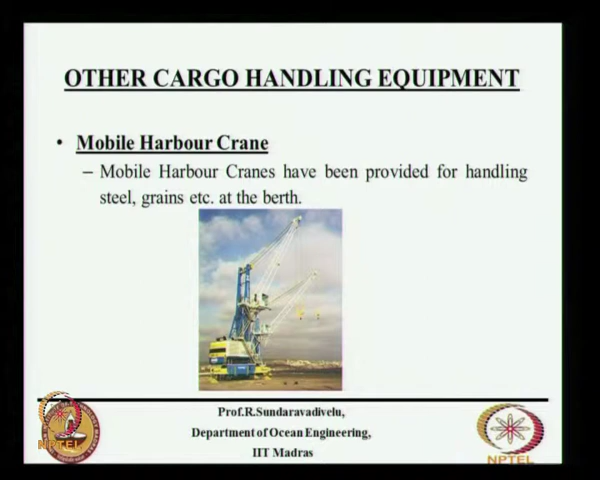 OTHER CARGO HANDLING EQUIPMENT
• Mobile Harbour Crane
– Mobile Harbour Cranes have been provided for handling
steel, grains etc. at the berth.
Prof.R.Sundaravadivelu,
Department of Ocean Engineering,
IIT Madras
NPTEL
NPTEL